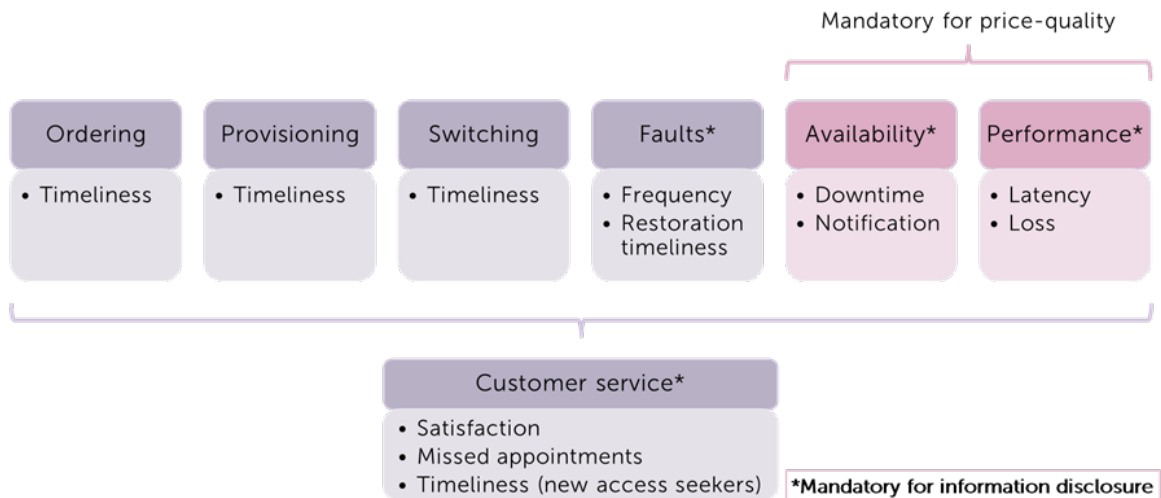 Mandatory for price-quality
Ordering
• Timeliness
Provisioning
• Timeliness
Switching
• Timeliness
Faults*
• Frequency
• Restoration
timeliness
Availability*
• Downtime
• Notification
Performance*
• Latency
• Loss
Customer service*
• Satisfaction
• Missed appointments
• Timeliness (new access seekers)
*Mandatory for information disclosure